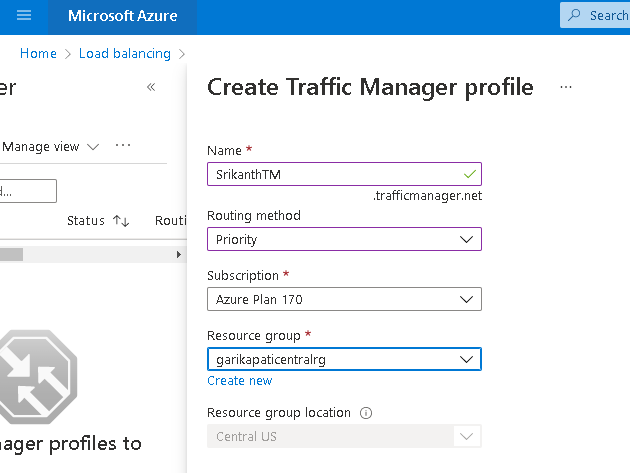 Microsoft Azure
Search
Home > Load balancing >
er
«
Create Traffic Manager profile ...
Manage view
...
Name *
SrikanthTM
d...
.trafficmanager.net
Status ↑↓ Routi
Routing method
Priority
Subscription *
Azure Plan 170
Resource group *
garikapaticentralrg
Create new
Resource group location
Central US
nager profiles to